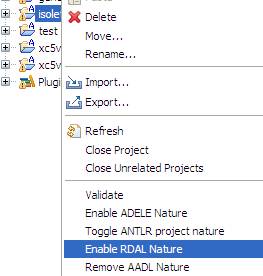 isolet
Delete
Move...
test
Rename...
xc5v
xc5v
Plugi
Import...
Export...
Refresh
Close Project
Close Unrelated Projects
Validate
Enable ADELE Nature
Toggle ANTLR project nature
Enable RDAL Nature
Remove AADL Nature